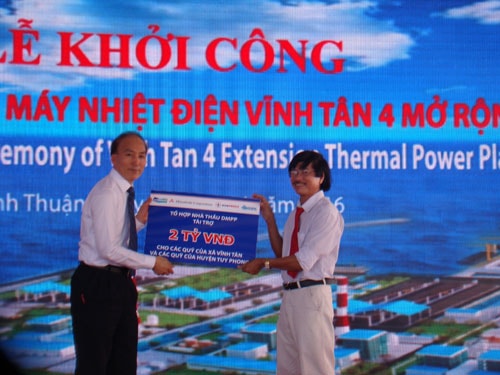 LỄ KHỞI CÔNG
MÁY NHIỆT ĐIỆN VĨNH TÂN 4 MỞ RỘN
emony of Tan 4 Extension Thermal Power Pla
nh Thuận
6
TỔ HỢP NHÀ THẦU DMPP
TÀI TRỢ
2 TỶ VNĐ
CHO CÁC QUỸ CỦA XÃ VĨNH TÂN
VÀ CÁC QUỸ CỦA HUYỆN TUY PHONG